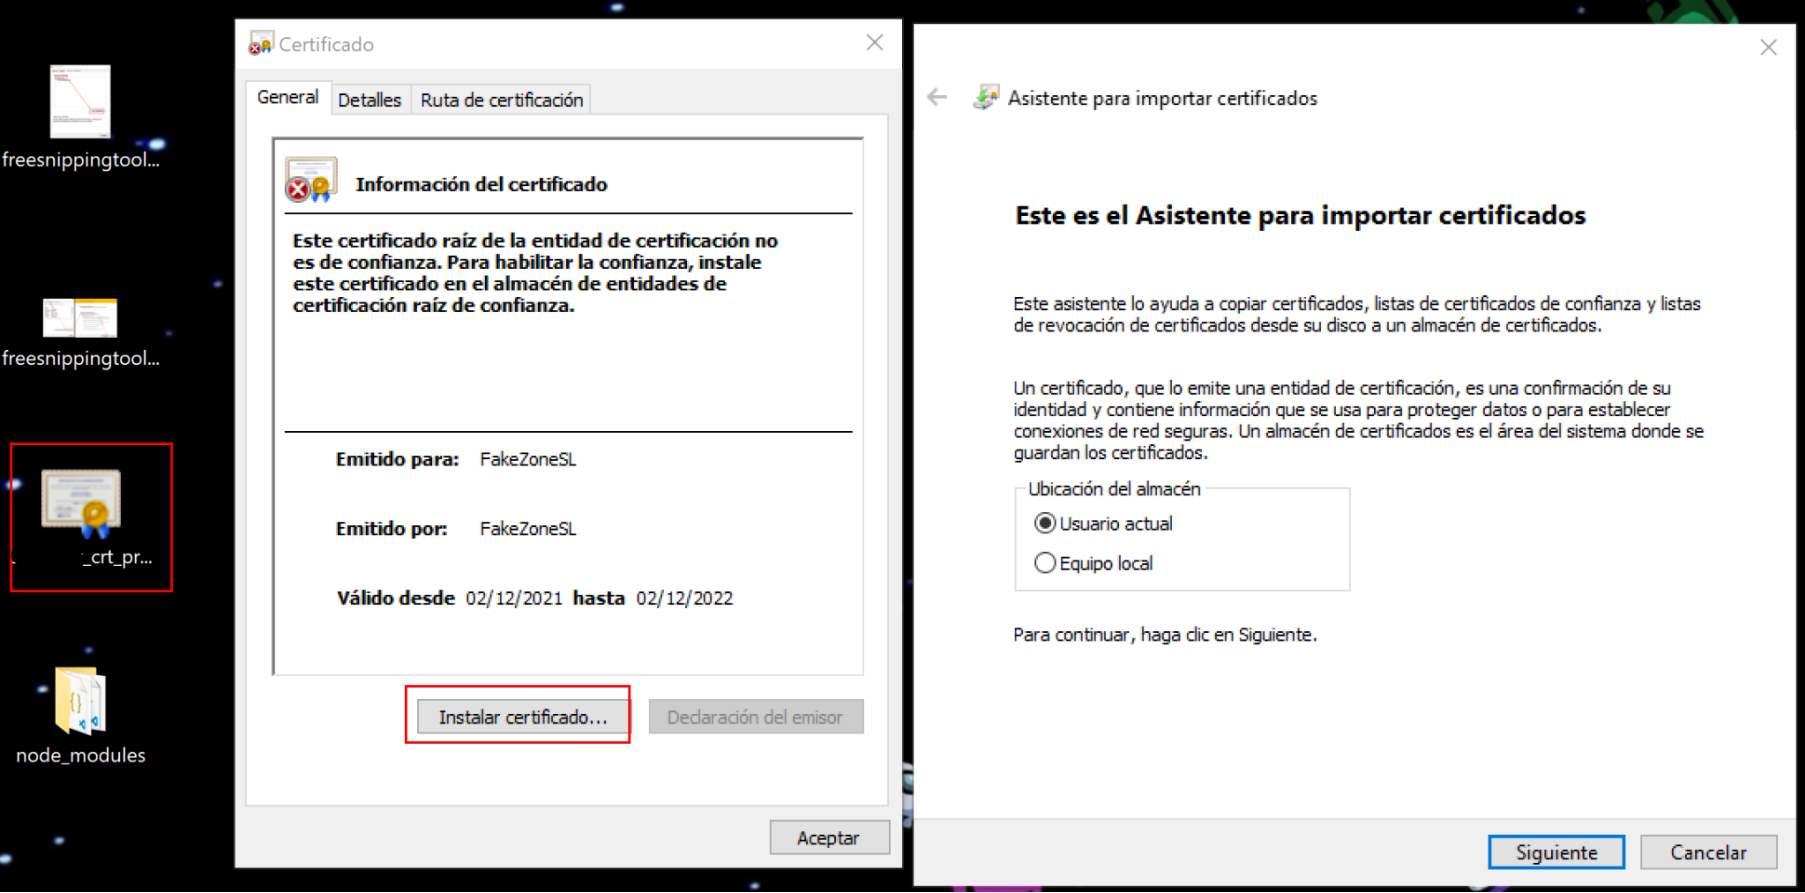 freesnippingtool...
freesnippingtool...
_crt_pr...
node_modules
Certificado
General
Detalles
Ruta de certificación
Información del certificado
Este certificado raíz de la entidad de certificación no
es de confianza. Para habilitar la confianza, instale
este certificado en el almacén de entidades de
certificación raíz de confianza.
Emitido para: FakeZoneSL
Emitido por: FakeZoneSL
Válido desde 02/12/2021 hasta 02/12/2022
Instalar certificado...
Declaración del emisor
Aceptar
Asistente para importar certificados
Este es el Asistente para importar certificados
Este asistente lo ayuda a copiar certificados, listas de certificados de confianza y listas
de revocación de certificados desde su disco a un almacén de certificados.
Un certificado, que lo emite una entidad de certificación, es una confirmación de su
identidad y contiene información que se usa para proteger datos o para establecer
conexiones de red seguras. Un almacén de certificados es el área del sistema donde se
guardan los certificados.
Ubicación del almacén
Usuario actual
Equipo local
Para continuar, haga clic en Siguiente.
Siguiente
Cancelar